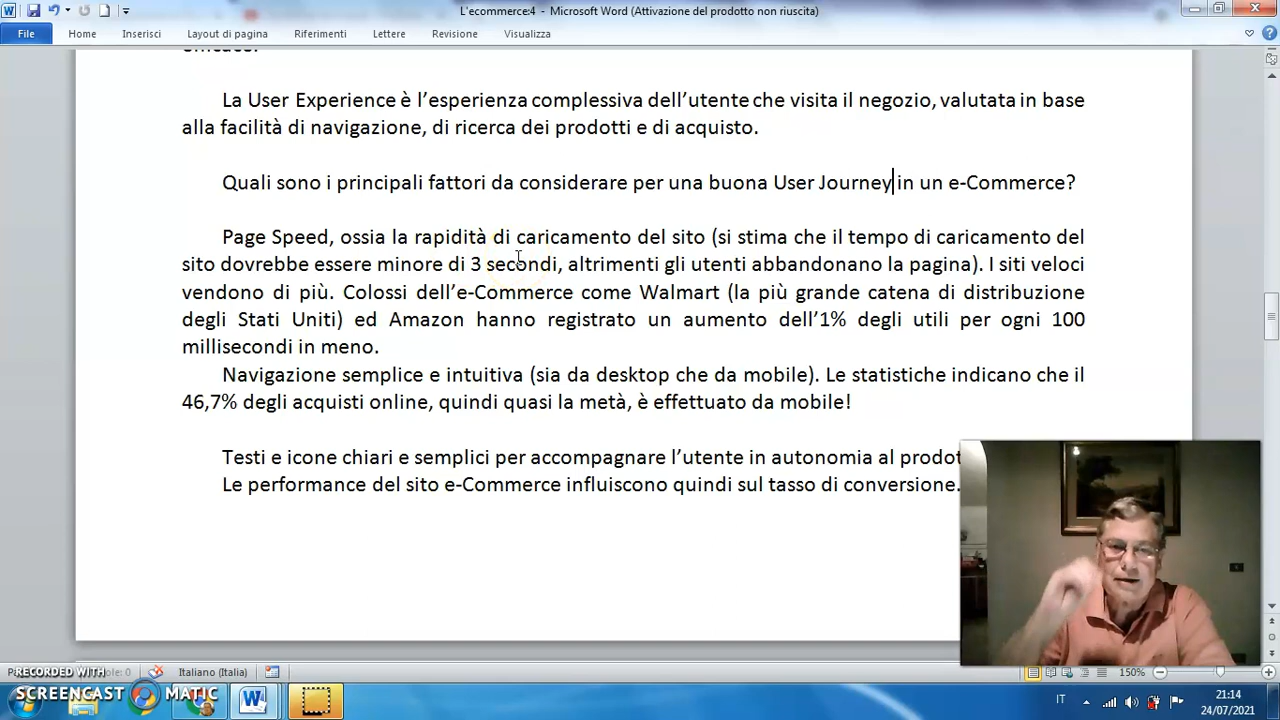 L'ecommerce:4 - Microsoft Word (Attivazione del prodotto non riuscita)
File Home Inserisci Layout di pagina Riferimenti Lettere Revisione Visualizza
efficace.
La User Experience è l’esperienza complessiva dell’utente che visita il negozio, valutata in base
alla facilità di navigazione, di ricerca dei prodotti e di acquisto.
Quali sono i principali fattori da considerare per una buona User Journey in un e-Commerce?
Page Speed, ossia la rapidità di caricamento del sito (si stima che il tempo di caricamento del
sito dovrebbe essere minore di 3 secondi, altrimenti gli utenti abbandonano la pagina). I siti veloci
vendono di più. Colossi dell’e-Commerce come Walmart (la più grande catena di distribuzione
degli Stati Uniti) ed Amazon hanno registrato un aumento dell’1% degli utili per ogni 100
millisecondi in meno.
Navigazione semplice e intuitiva (sia da desktop che da mobile). Le statistiche indicano che il
46,7% degli acquisti online, quindi quasi la metà, è effettuato da mobile!
Testi e icone chiari e semplici per accompagnare l’utente in autonomia al
Le performance del sito e-Commerce influiscono quindi sul tasso di conversione.
RECORDED WITH
SCREENCAST MATIC
Italiano (Italia)
150%
IT
21:14
24/07/2021